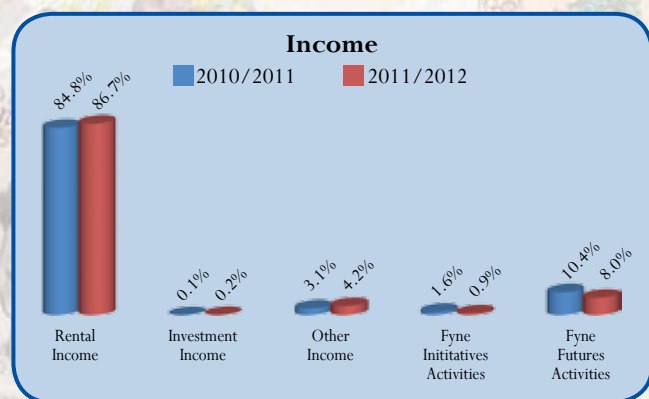 Income
2010/2011 2011/2012
84.8% 86.7% 0.1% 0.2% 3.1% 4.2% 1.6% 0.9% 10.4% 8.0%
Rental
Income
Investment
Income
Other
Income
Fyne
Inititatives
Activities
Fyne
Futures
Activities